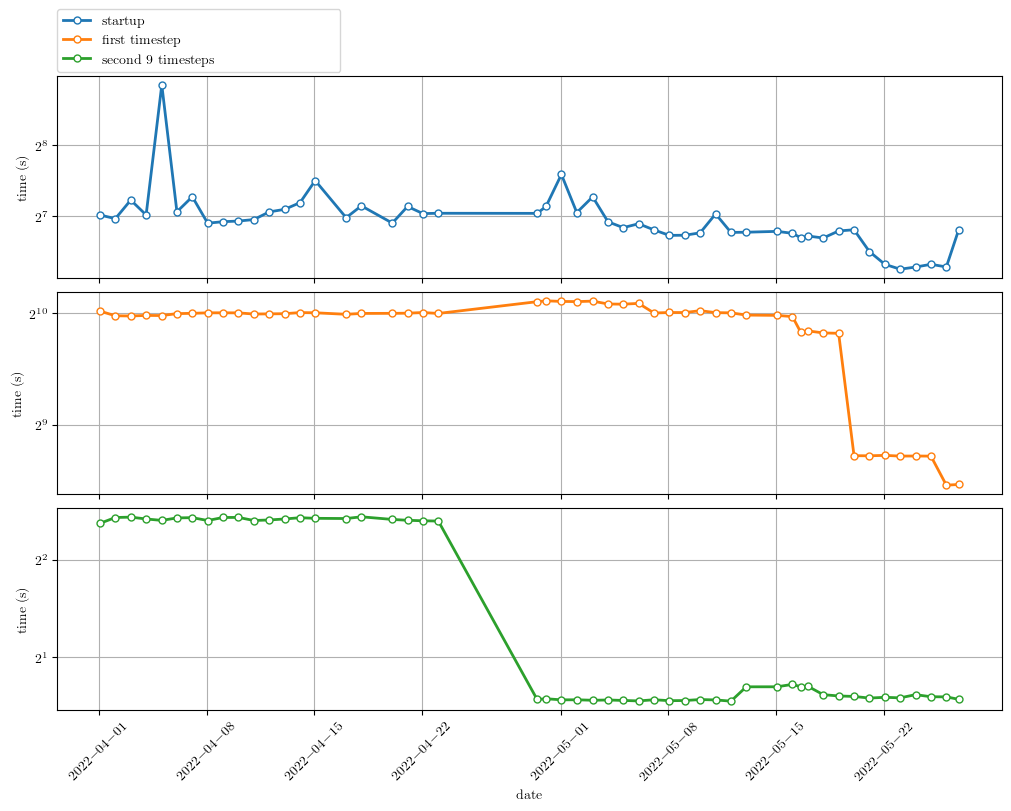 startup
first timestep
second 9 timesteps
time (s)
2^8
2^7
time (s)
2^10
2^9
time (s)
2^2
2^1
2022−04−01
2022−04−08
2022−04−15
2022−04−22
2022−05−01
2022−05−08
2022−05−15
2022−05−22
date